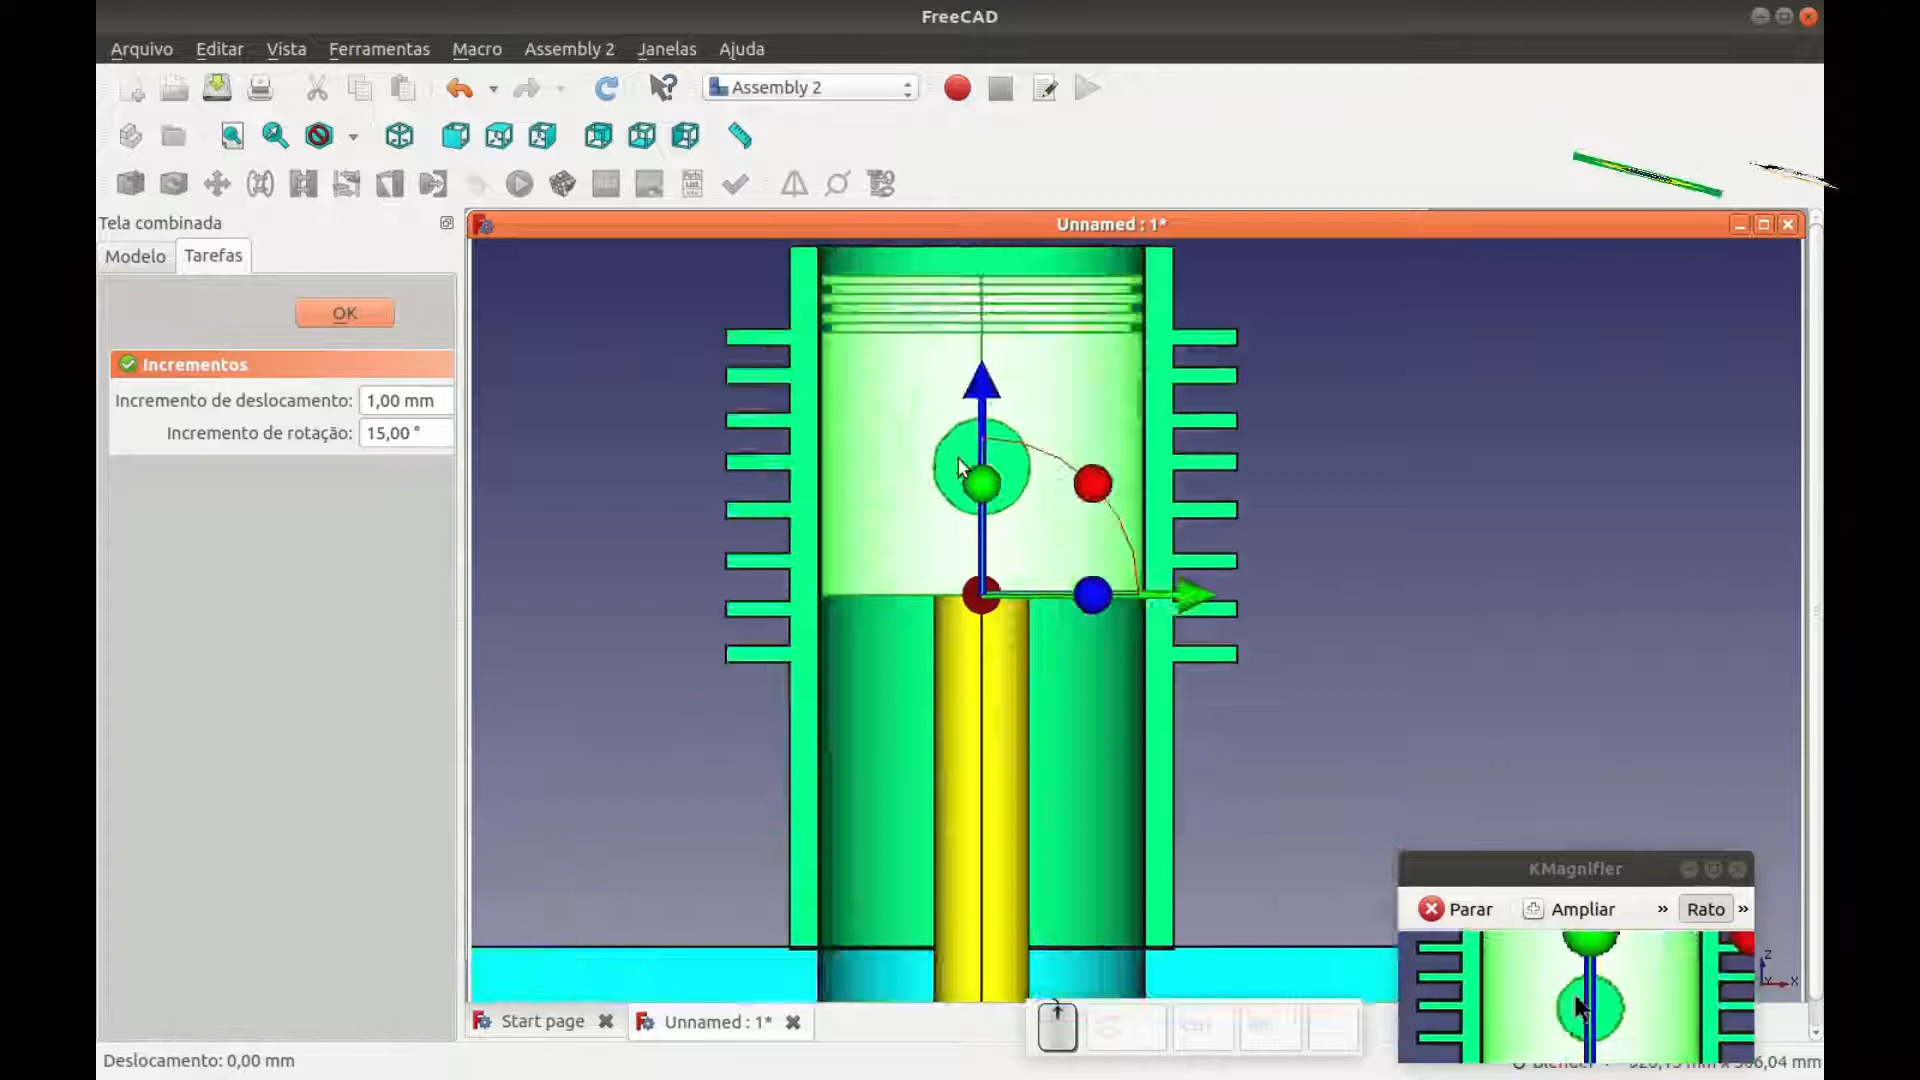 FreeCAD
Arquivo Editar Vista Ferramentas Macro Assembly 2 Janelas Ajuda
Assembly 2
Tela combinada
Unnamed : 1*
Modelo Tarefas
OK
Incrementos
Incremento de deslocamento: 1,00 mm
Incremento de rotação: 15,00 °
KMagnifier
Parar Ampliar » Rato »
Z
Y X
Start page
Unnamed : 1*
Deslocamento: 0,00 mm